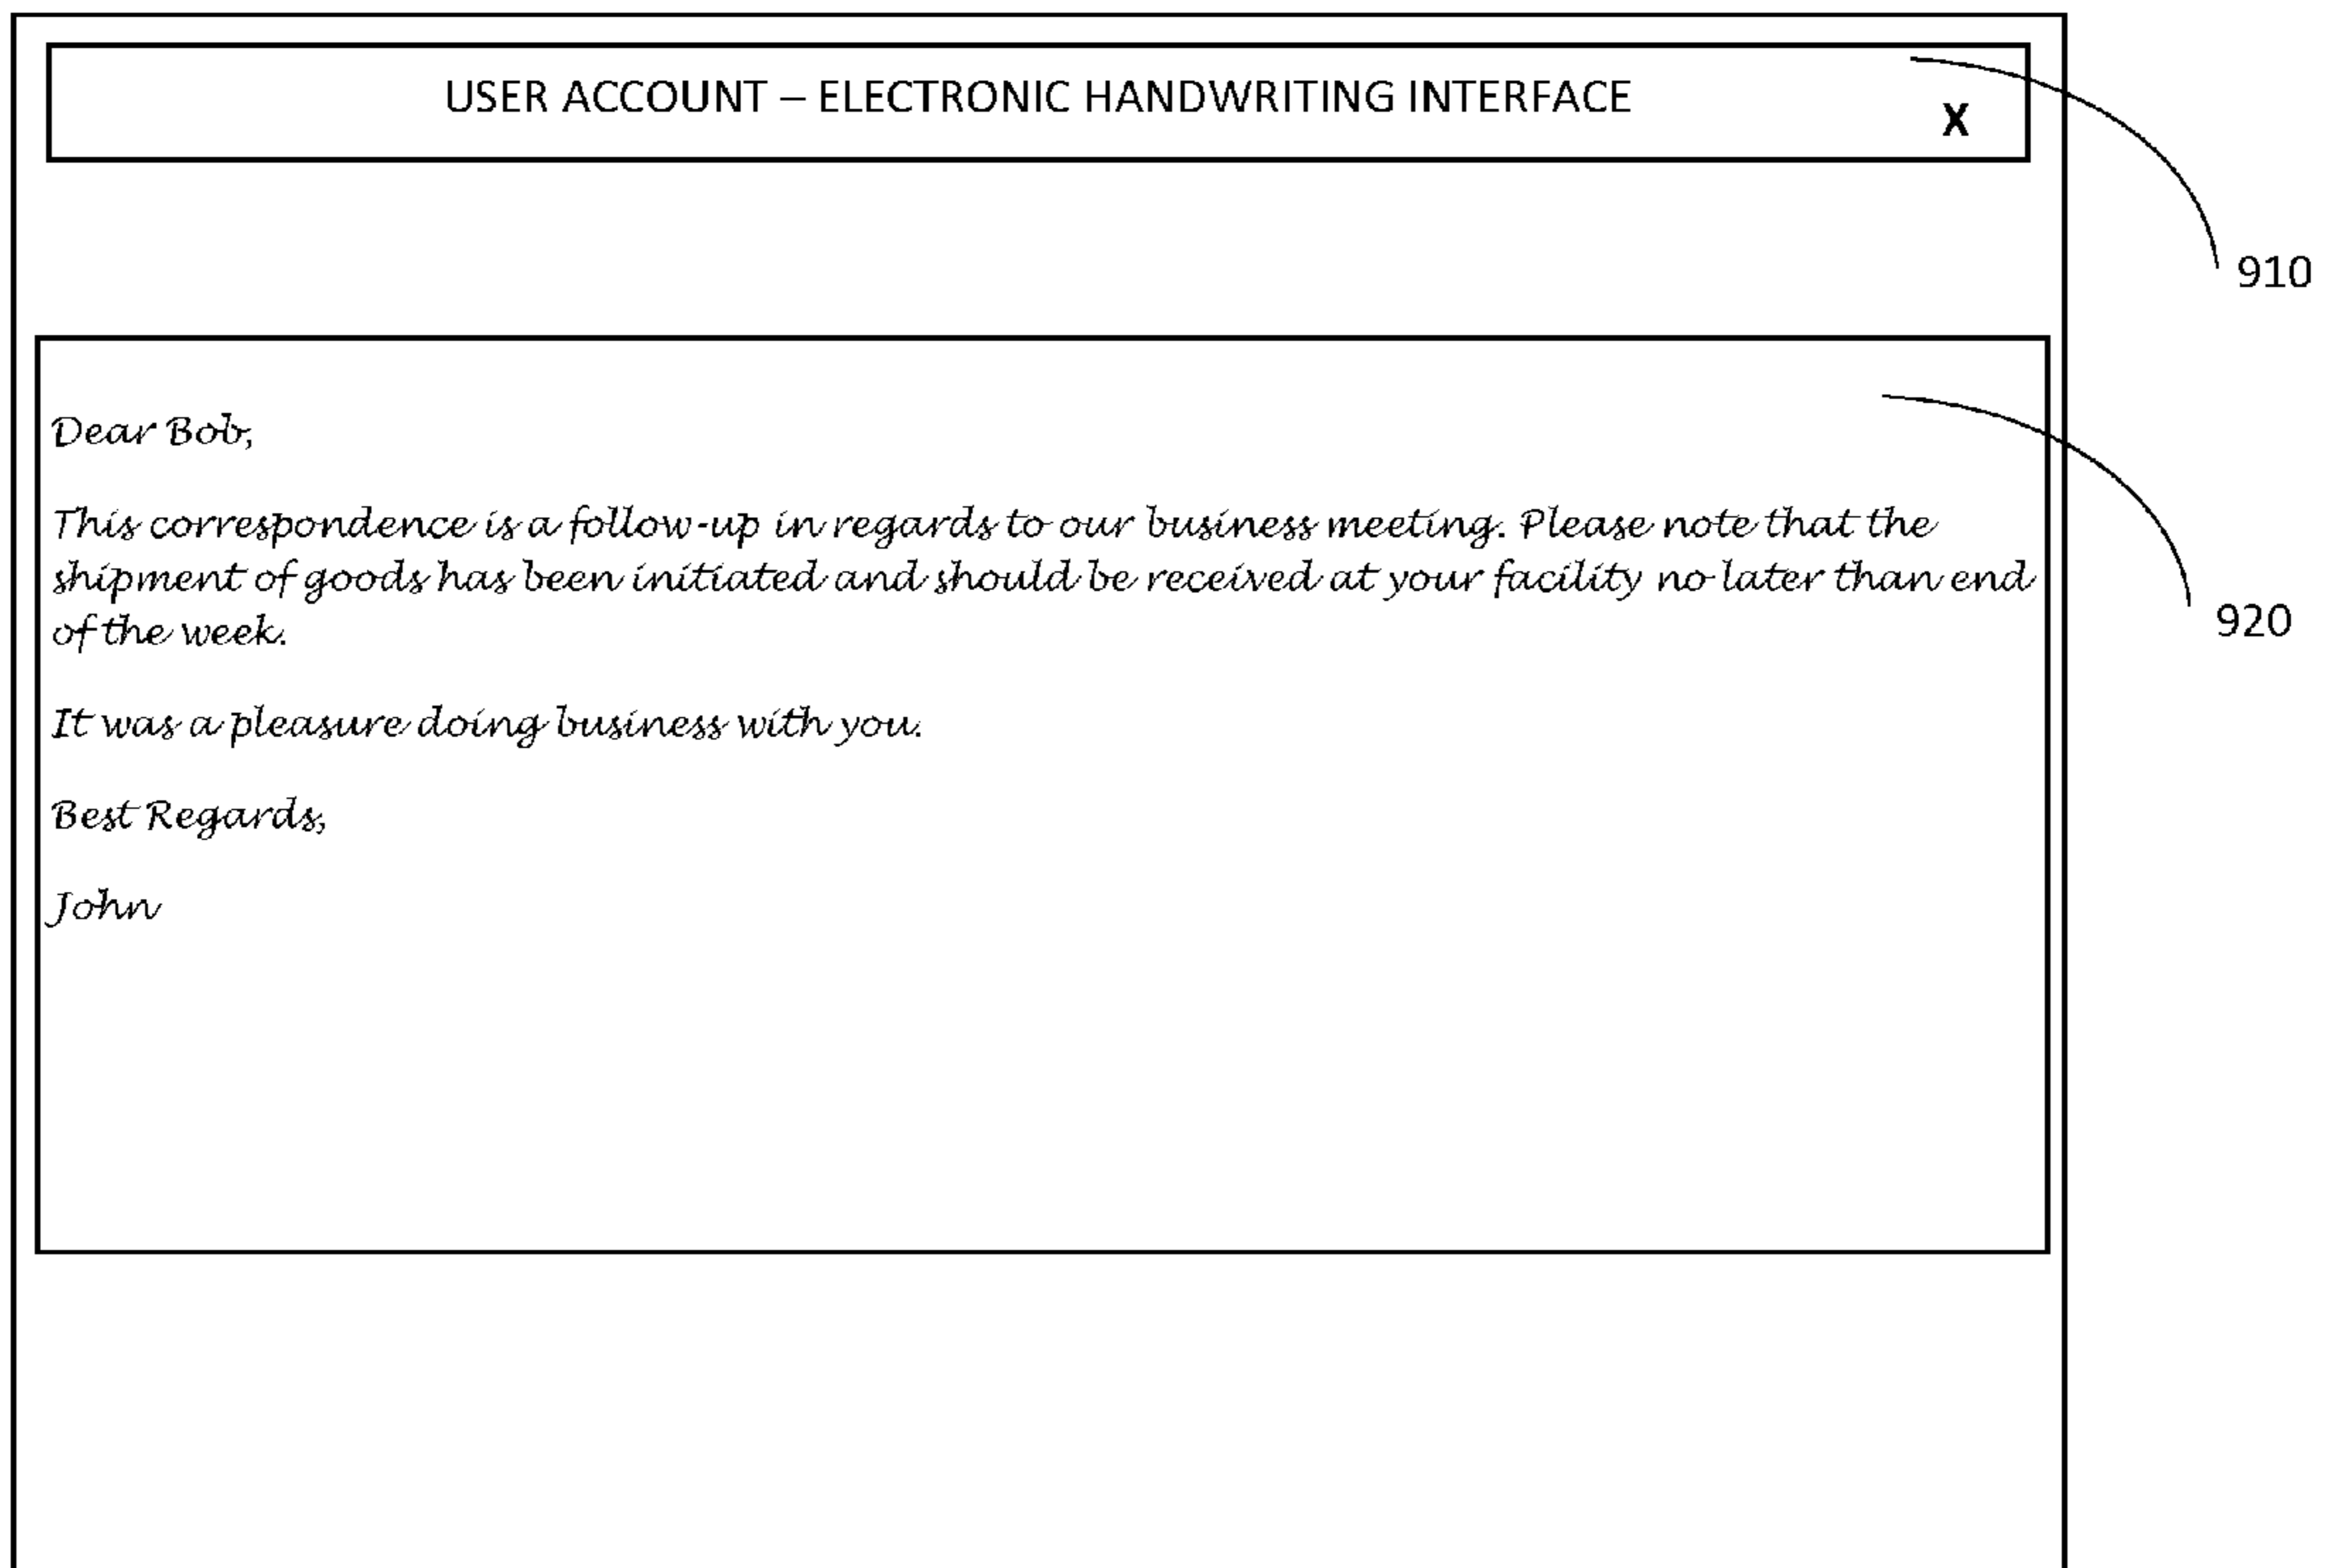 USER ACCOUNT – ELECTRONIC HANDWRITING INTERFACE
X
910
Dear Bob,
This correspondence is a follow-up in regards to our business meeting. Please note that the
shipment of goods has been initiated and should be received at your facility no later than end
of the week.
920
It was a pleasure doing business with you.
Best Regards,
John